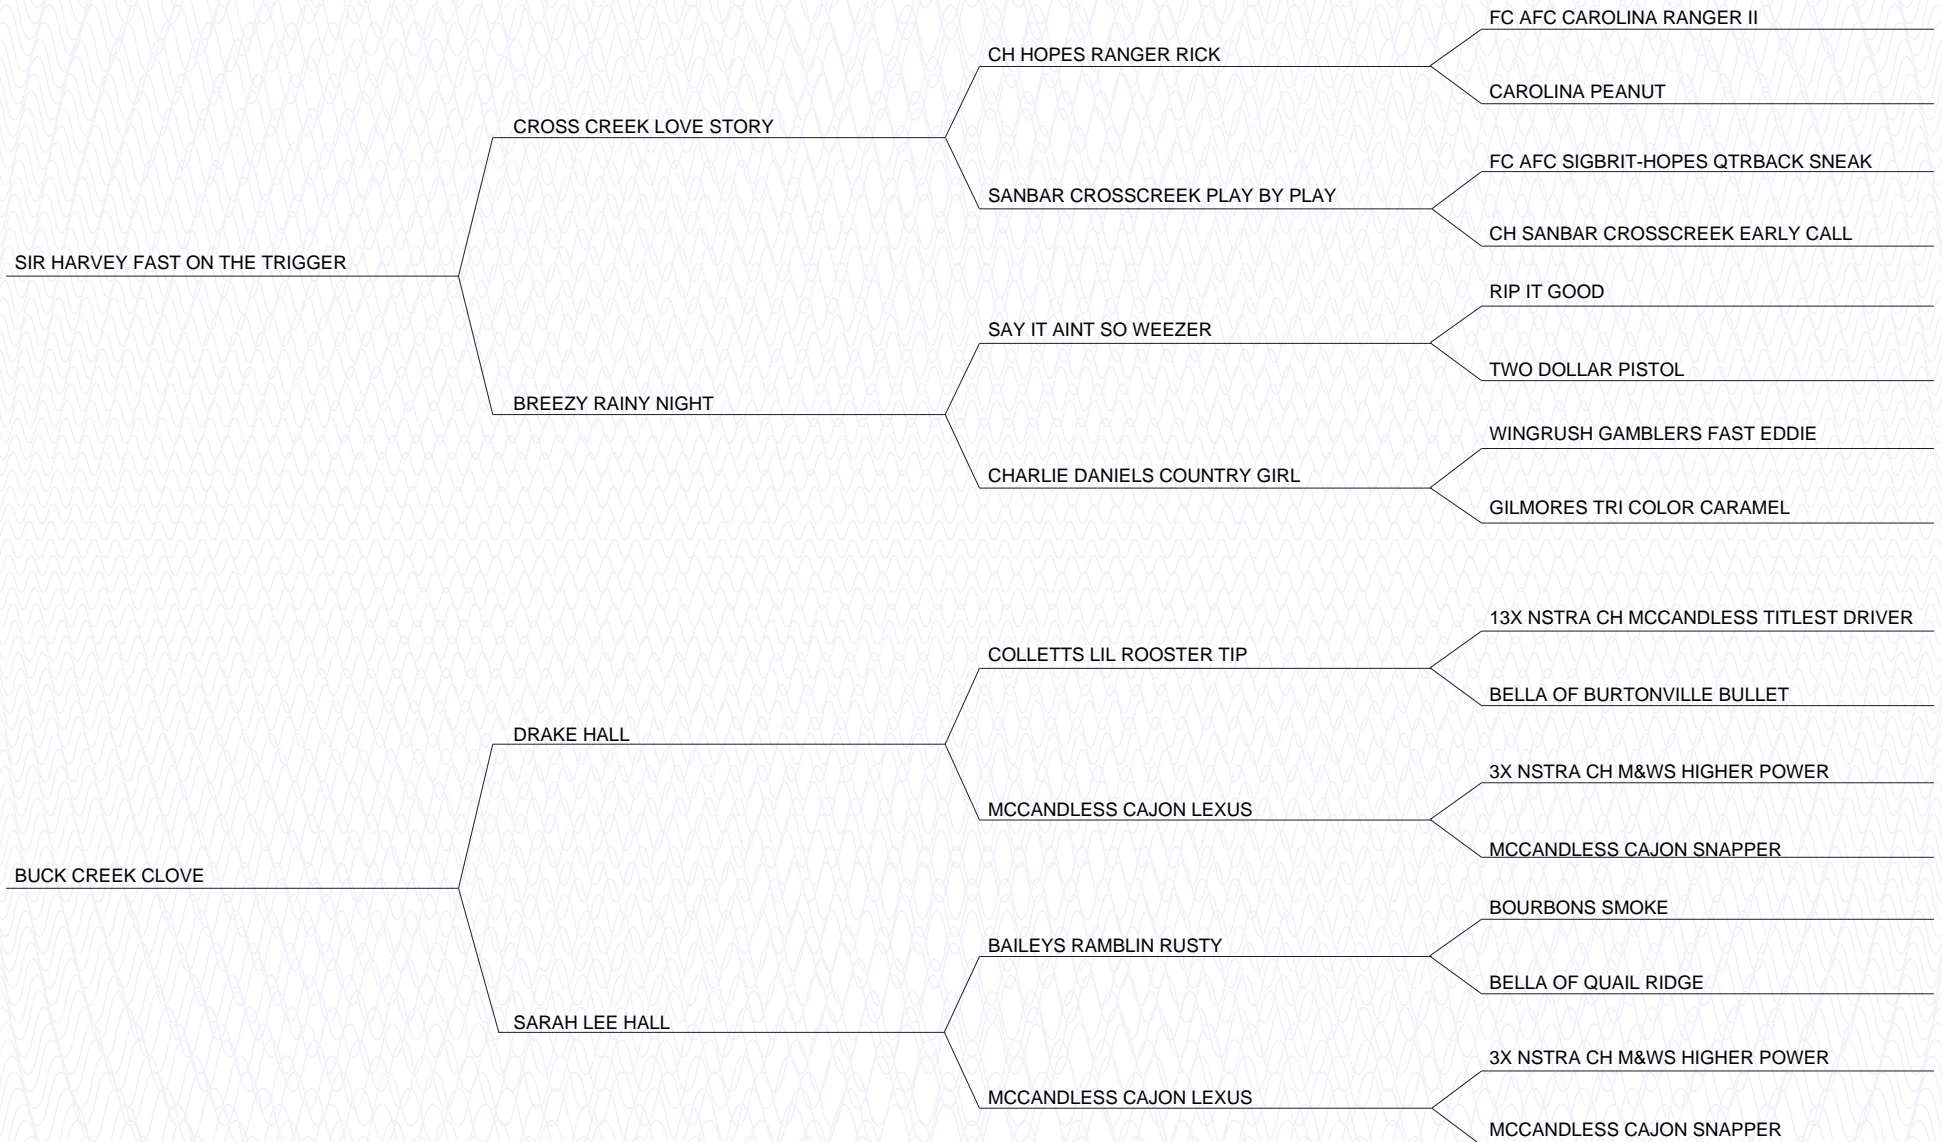 FC AFC CAROLINA RANGER II
CH HOPES RANGER RICK
CAROLINA PEANUT
CROSS CREEK LOVE STORY
FC AFC SIGBRIT-HOPES QTRBACK SNEAK
SANBAR CROSSCREEK PLAY BY PLAY
CH SANBAR CROSSCREEK EARLY CALL
SIR HARVEY FAST ON THE TRIGGER
RIP IT GOOD
SAY IT AINT SO WEEZER
TWO DOLLAR PISTOL
BREEZY RAINY NIGHT
WINGRUSH GAMBLERS FAST EDDIE
CHARLIE DANIELS COUNTRY GIRL
GILMORES TRI COLOR CARAMEL
13X NSTRA CH MCCANDLESS TITLEST DRIVER
COLLETTS LIL ROOSTER TIP
BELLA OF BURTONVILLE BULLET
DRAKE HALL
3X NSTRA CH M&WS HIGHER POWER
MCCANDLESS CAJON LEXUS
MCCANDLESS CAJON SNAPPER
BUCK CREEK CLOVE
BOURBONS SMOKE
BAILEYS RAMBLIN RUSTY
BELLA OF QUAIL RIDGE
SARAH LEE HALL
3X NSTRA CH M&WS HIGHER POWER
MCCANDLESS CAJON LEXUS
MCCANDLESS CAJON SNAPPER